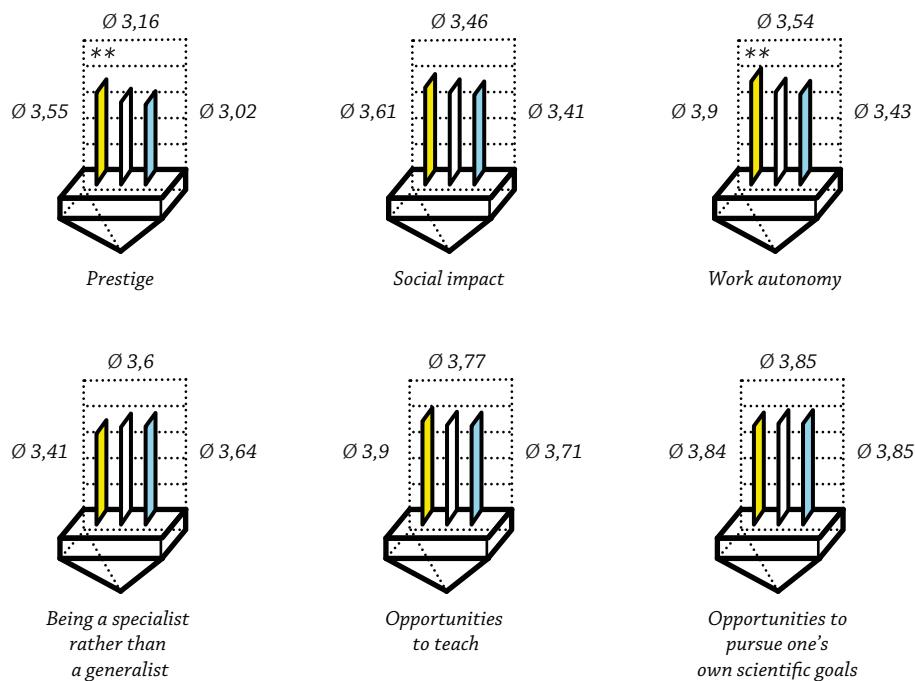 Ø 3,16
Ø 3,46
Ø 3,54
**
**
Ø 3,55
Ø 3,02
Ø 3,61
Ø 3,41
Ø 3,9
Ø 3,43
Prestige
Social impact
Work autonomy
Ø 3,6
Ø 3,77
Ø 3,85
Ø 3,41
Ø 3,64
Ø 3,9
Ø 3,71
Ø 3,84
Ø 3,85
Being a specialist
rather than
a generalist
Opportunities
to teach
Opportunities to
pursue one's
own scientific goals